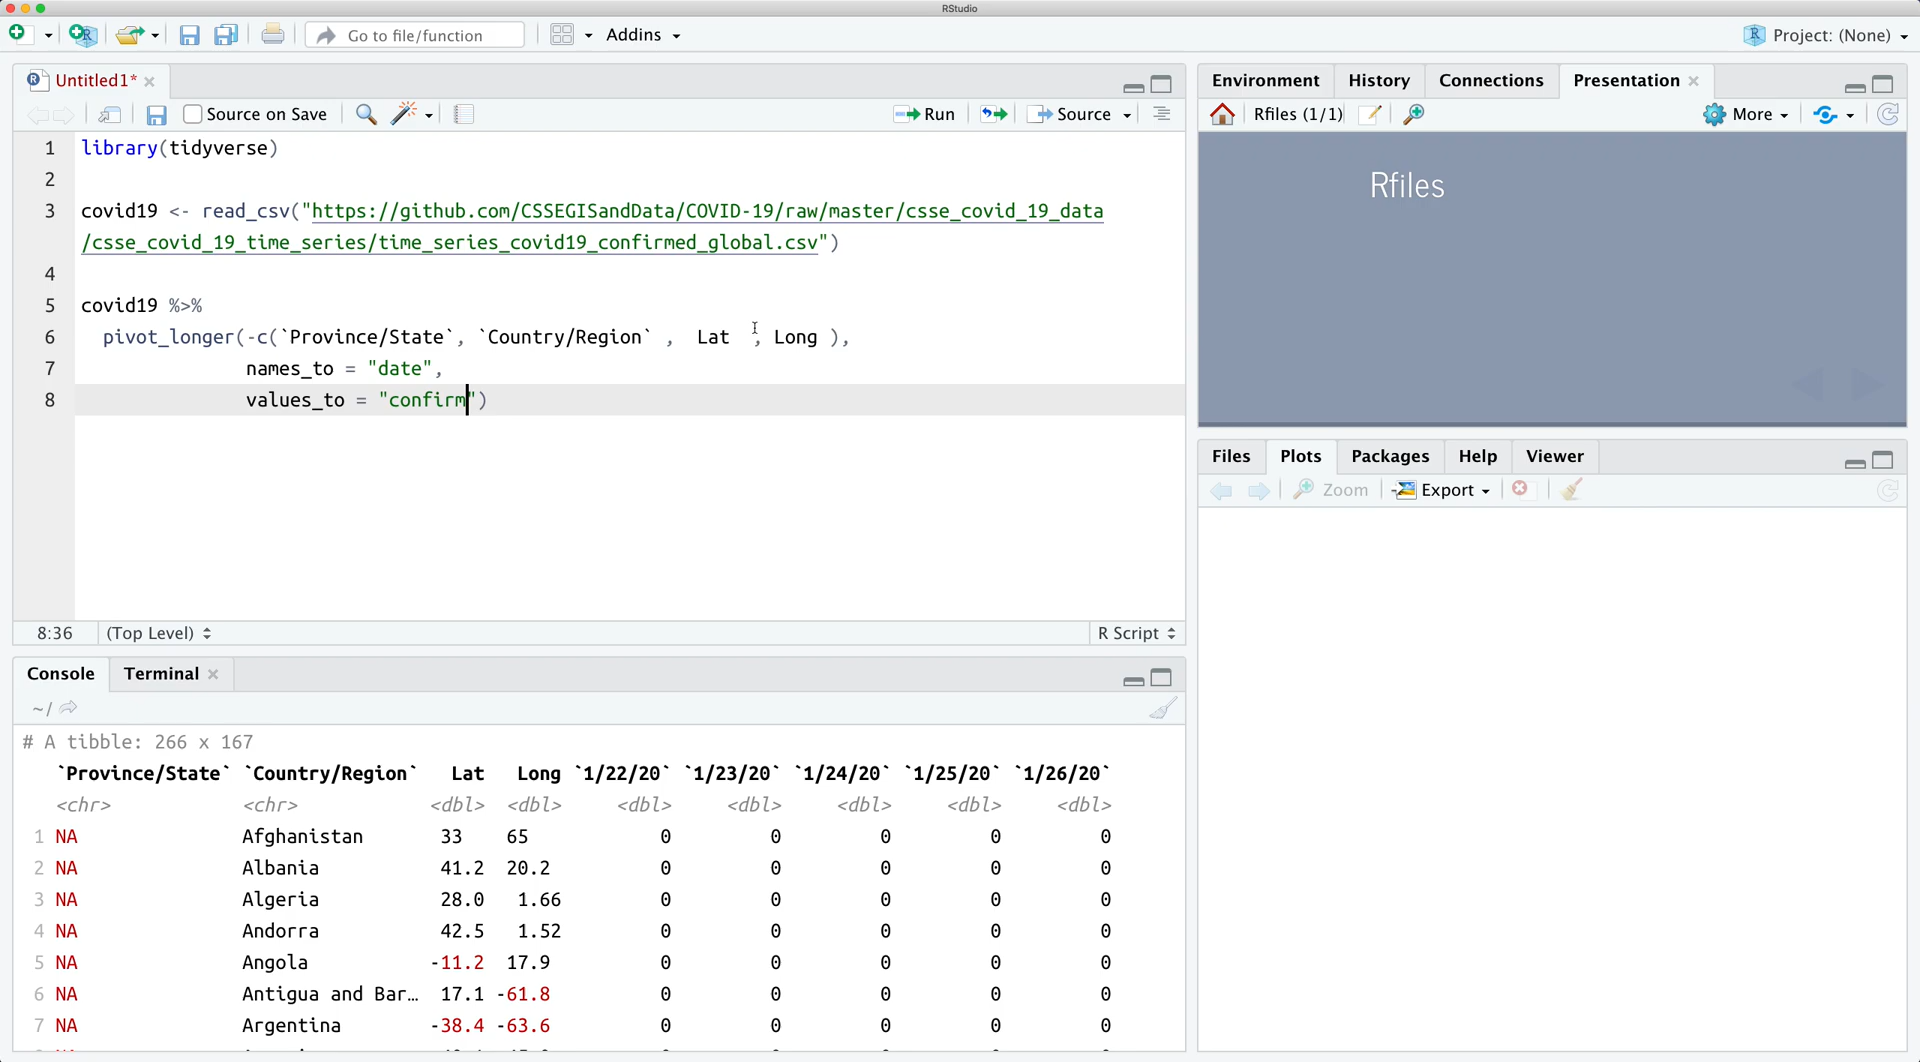 RStudio
Go to file/function
Addins
Project: (None)
Untitled1*
Source on Save
Run
Source
1 library(tidyverse)
2
3 covid19 <- read_csv("https://github.com/CSSEGISandData/COVID-19/raw/master/csse_covid_19_data
/csse_covid_19_time_series/time_series_covid19_confirmed_global.csv")
4
5 covid19 %>%
6 pivot_longer(-c(`Province/State`, `Country/Region` , Lat , Long ),
7 names_to = "date",
8 values_to = "confirm")
8:36 (Top Level) R Script
Environment History Connections Presentation
Rfiles (1/1) More
Rfiles
Files Plots Packages Help Viewer
Zoom Export
Console Terminal
~/
# A tibble: 266 x 167
`Province/State` `Country/Region` Lat Long `1/22/20` `1/23/20` `1/24/20` `1/25/20` `1/26/20`
<chr> <chr> <dbl> <dbl> <dbl> <dbl> <dbl> <dbl> <dbl>
1 NA Afghanistan 33 65 0 0 0 0 0
2 NA Albania 41.2 20.2 0 0 0 0 0
3 NA Algeria 28.0 1.66 0 0 0 0 0
4 NA Andorra 42.5 1.52 0 0 0 0 0
5 NA Angola -11.2 17.9 0 0 0 0 0
6 NA Antigua and Bar… 17.1 -61.8 0 0 0 0 0
7 NA Argentina -38.4 -63.6 0 0 0 0 0